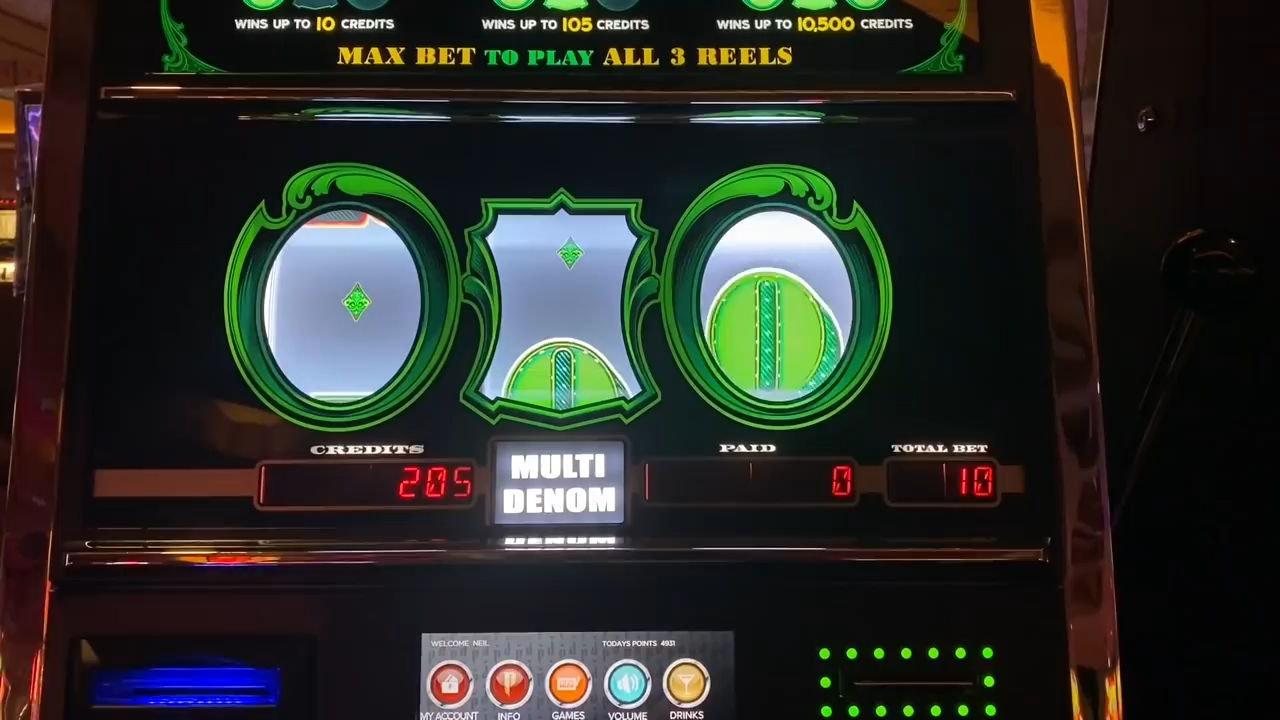 WINS UP TO 10 CREDITS WINS UP TO 105 CREDITS WINS UP TO 10,500 CREDITS
MAX BET TO PLAY ALL 3 REELS
CREDITS PAID TOTAL BET
205 0 10
MULTI
DENOM
WELCOME NEIL TODAYS POINTS 4931
MY ACCOUNT INFO GAMES VOLUME DRINKS